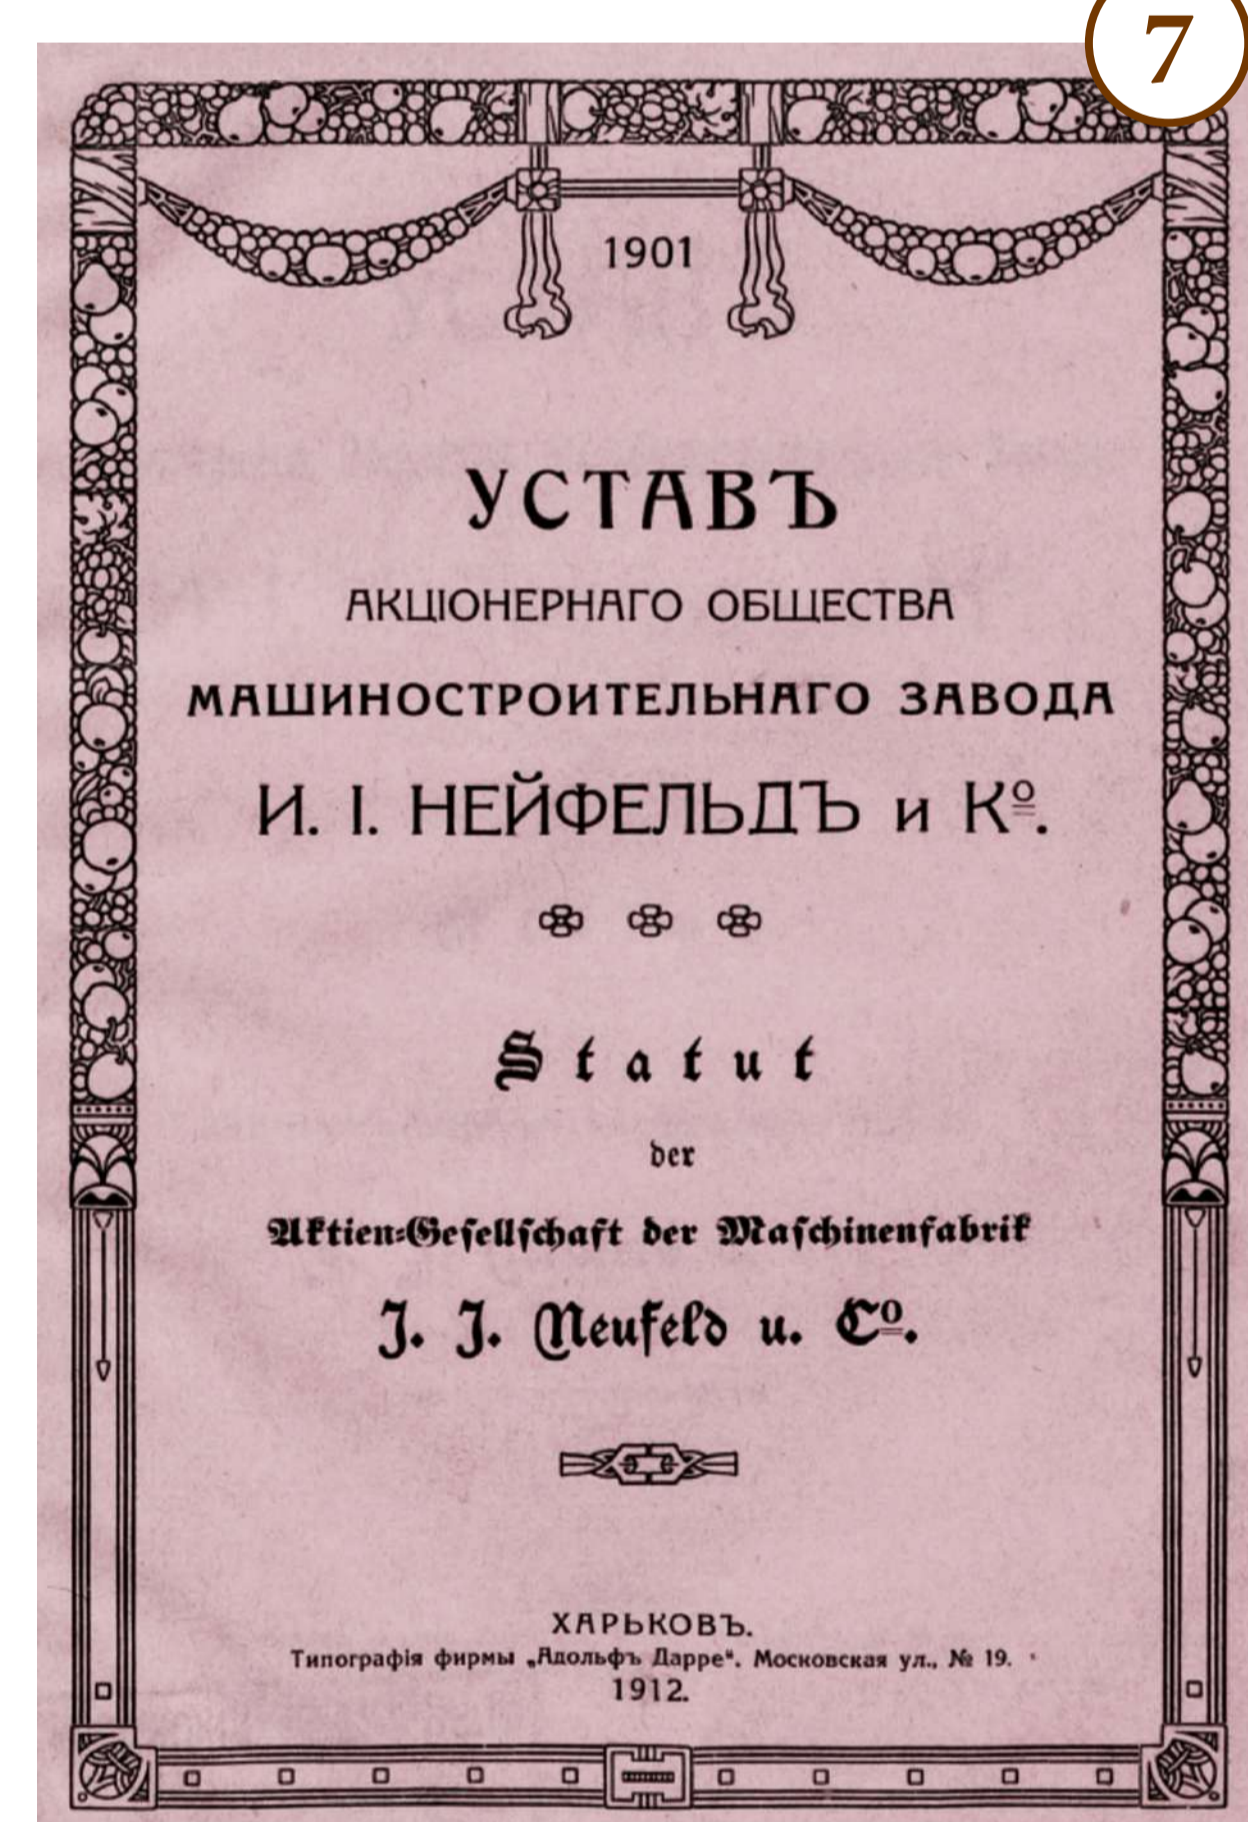 7
1901
УСТАВЪ
АКЦІОНЕРНАГО ОБЩЕСТВА
МАШИНОСТРОИТЕЛЬНАГО ЗАВОДА
И. І. НЕЙФЕЛЬДЪ и Кº.
Statut
der
Aktien=Gesellschaft der Maschinenfabrik
J. J. Neufeld u. Cº.
ХАРЬКОВЪ.
Типографія фирмы „Адольфъ Дарре“. Московская ул., № 19.
1912.